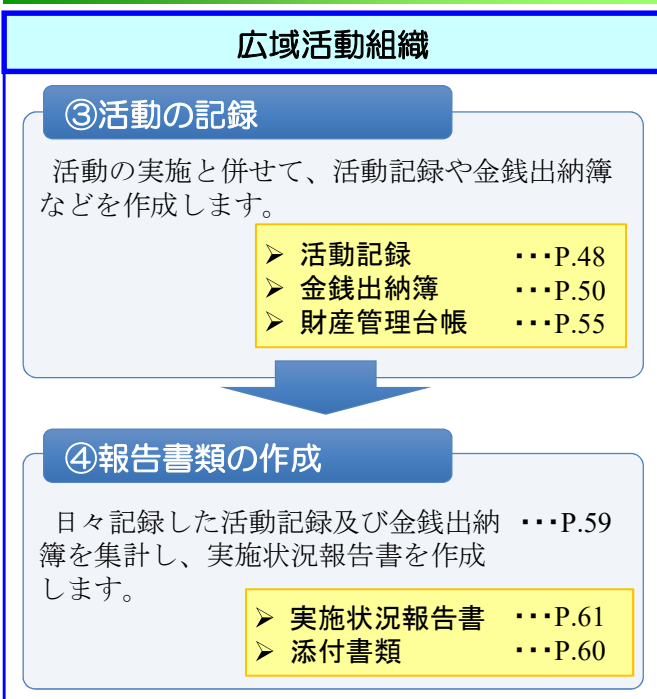 広域活動組織
③活動の記録
活動の実施と併せて、活動記録や金銭出納簿
などを作成します。
➢ 活動記録 ･･･P.48
➢ 金銭出納簿 ･･･P.50
➢ 財産管理台帳 ･･･P.55
④報告書類の作成
日々記録した活動記録及び金銭出納 ･･･P.59
簿を集計し、実施状況報告書を作成
します。
➢ 実施状況報告書 ･･･P.61
➢ 添付書類 ･･･P.60